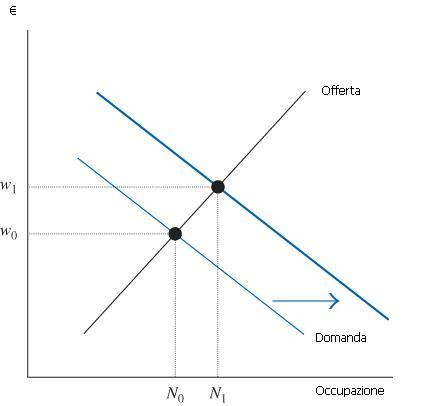 €
Offerta
w₁
w₀
Domanda
N₀ N₁
Occupazione